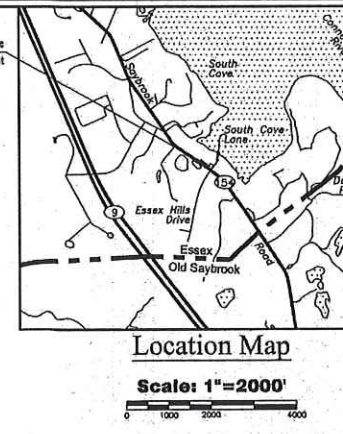 South
Cove
Saybrook
South Cove
Lane
154
Essex Hills
Drive
9
Essex
Old Saybrook
Road
Location Map
Scale: 1"=2000'
0 1000 2000 4000